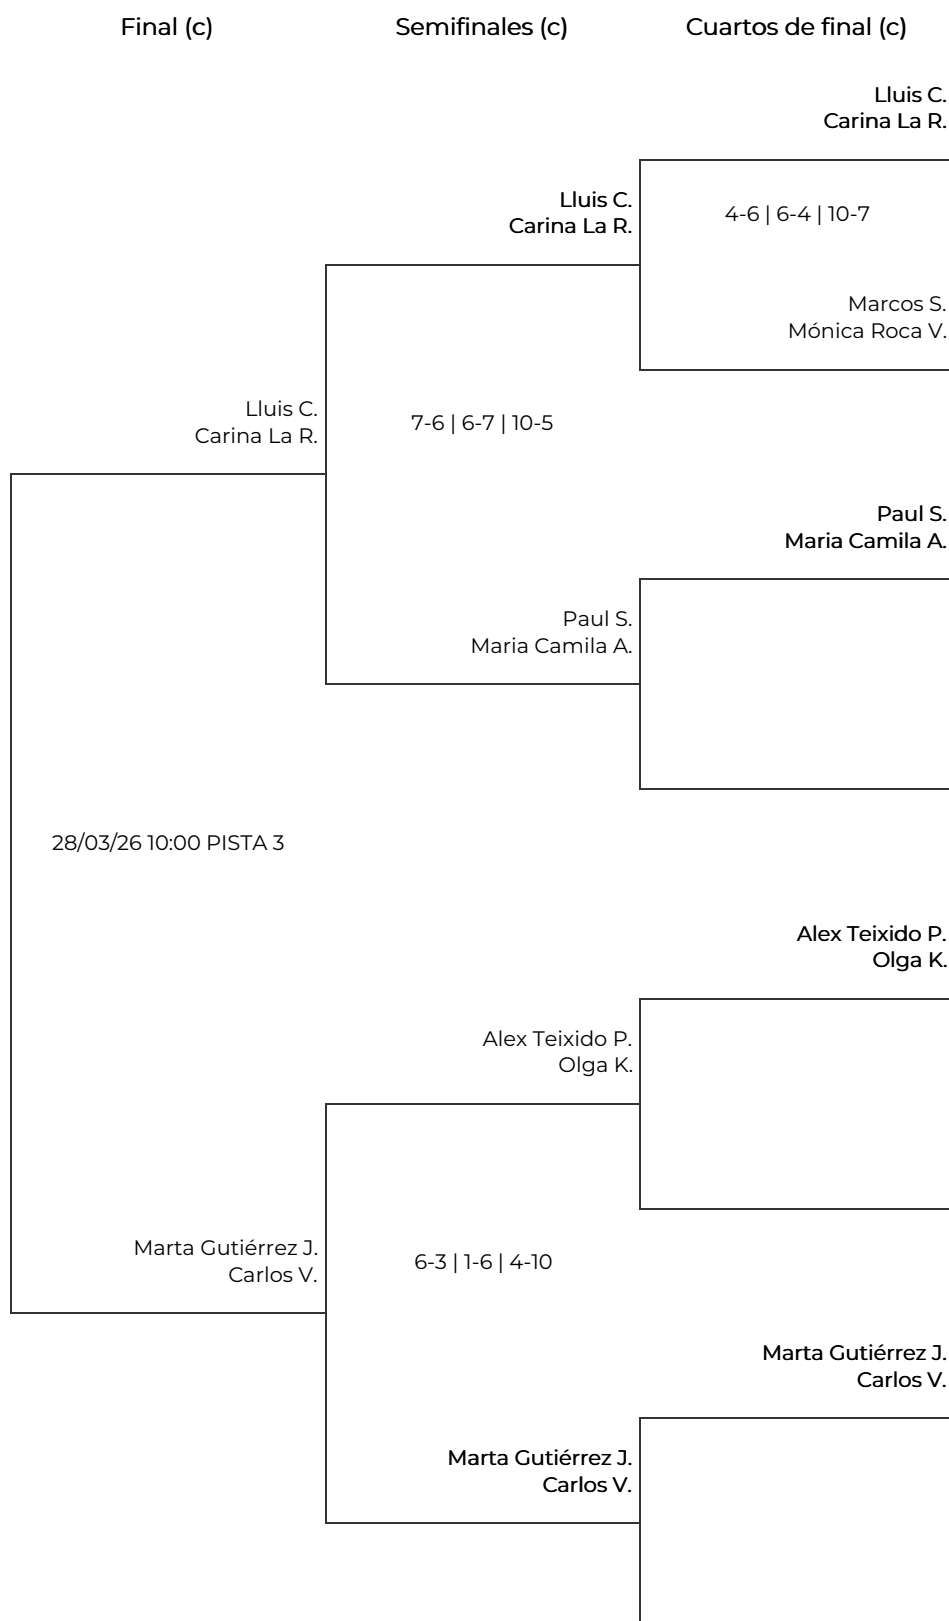 Final (c)
Semifinales (c)
Cuartos de final (c)
Lluis C.
Carina La R.
Lluis C.
Carina La R.
4-6 | 6-4 | 10-7
Marcos S.
Mónica Roca V.
Lluis C.
Carina La R.
7-6 | 6-7 | 10-5
Paul S.
Maria Camila A.
Paul S.
Maria Camila A.
28/03/26 10:00 PISTA 3
Alex Teixido P.
Olga K.
Alex Teixido P.
Olga K.
Marta Gutiérrez J.
Carlos V.
6-3 | 1-6 | 4-10
Marta Gutiérrez J.
Carlos V.
Marta Gutiérrez J.
Carlos V.